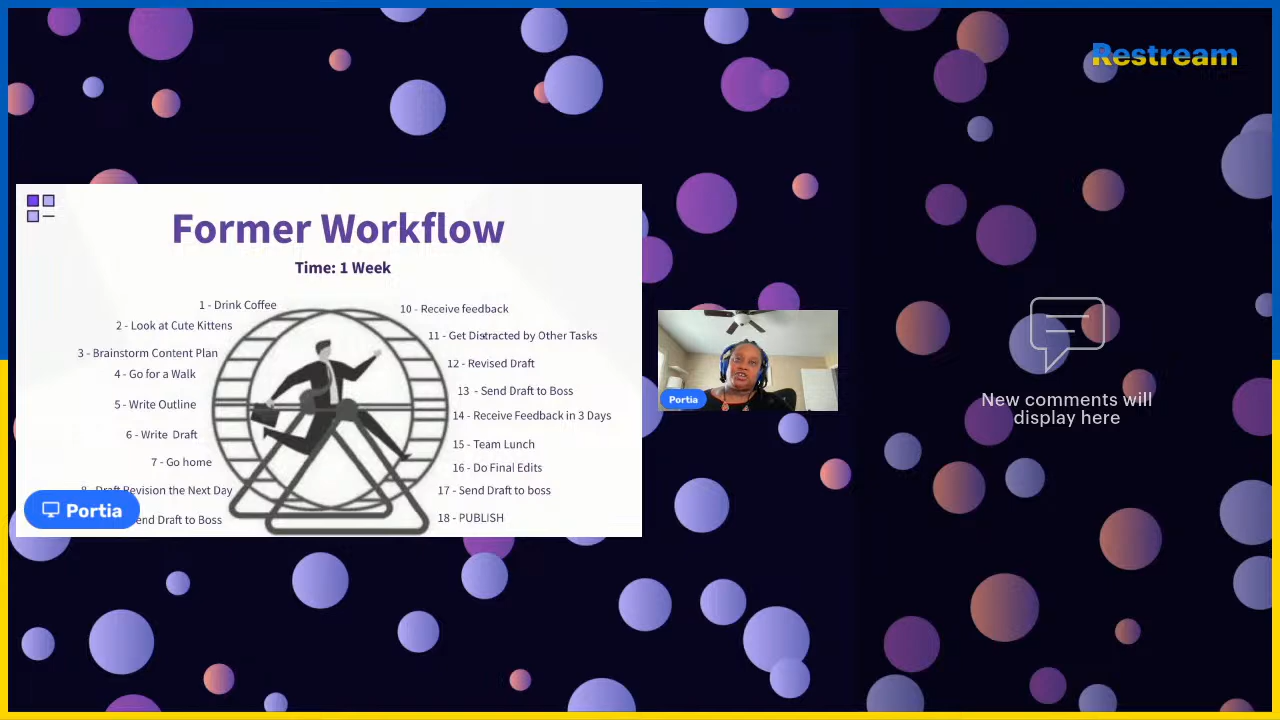 Restream
Former Workflow
Time: 1 Week
1 - Drink Coffee
2 - Look at Cute Kittens
3 - Brainstorm Content Plan
4 - Go for a Walk
5 - Write Outline
6 - Write Draft
7 - Go home
Revision the Next Day
Draft to Boss
10 - Receive feedback
11 - Get Distracted by Other Tasks
12 - Revised Draft
13 - Send Draft to Boss
14 - Receive Feedback in 3 Days
15 - Team Lunch
16 - Do Final Edits
17 - Send Draft to boss
18 - PUBLISH
Portia
Portia
New comments will
display here